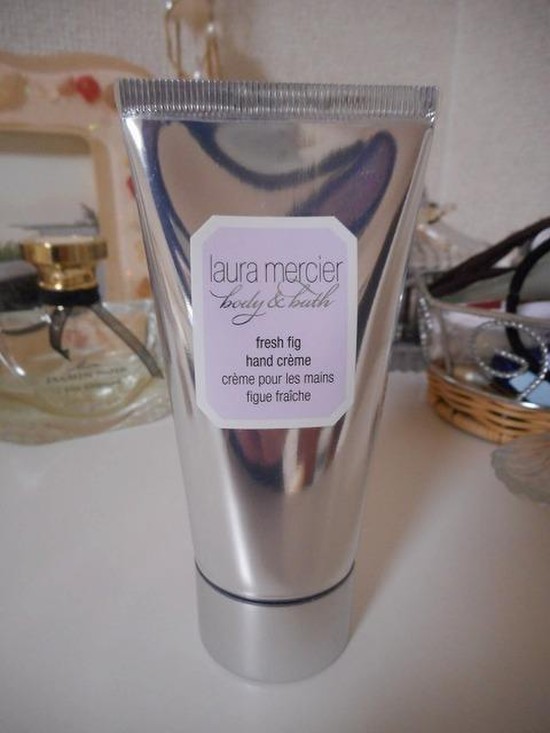 laura mercier
body & bath
fresh fig
hand crème
crème pour les mains
figue fraîche